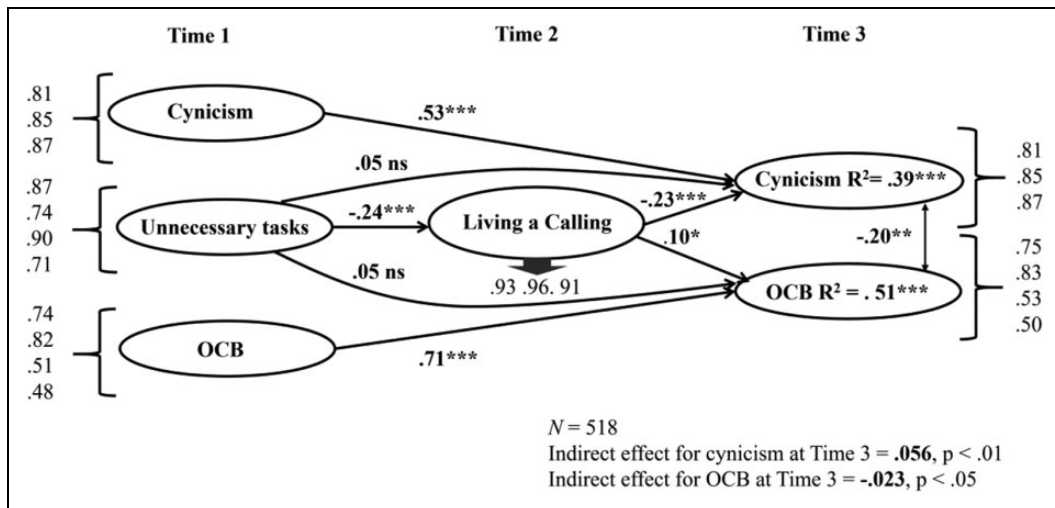 Time 1 Time 2 Time 3
.81
.85
.87
Cynicism
.53***
.81
.85
.87
Cynicism R²= .39***
.05 ns
.87
.74
.90
.71
Unnecessary tasks
-.24***
Living a Calling
-.23***
.10*
-.20**
.05 ns
.93 .96. 91
.75
.83
.53
.50
OCB R² = . 51***
.74
.82
.51
.48
OCB
.71***
N = 518
Indirect effect for cynicism at Time 3 = .056, p < .01
Indirect effect for OCB at Time 3 = -.023, p < .05